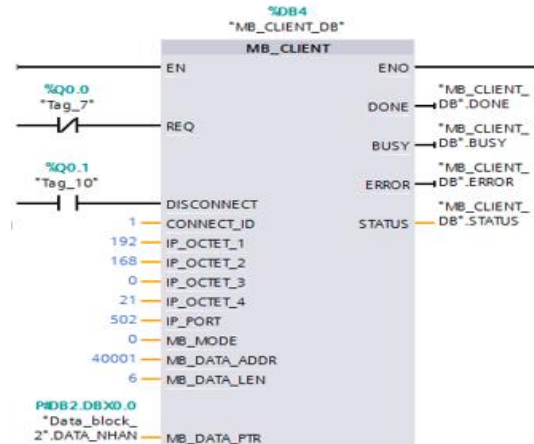 %DB4
"MB_CLIENT_DB"
MB_CLIENT
EN ENO
%Q0.0
"Tag_7"
REQ
DONE "MB_CLIENT_
DB".DONE
BUSY "MB_CLIENT_
DB".BUSY
%Q0.1
"Tag_10"
DISCONNECT
ERROR "MB_CLIENT_
DB".ERROR
1 CONNECT_ID
STATUS "MB_CLIENT_
DB".STATUS
192 IP_OCTET_1
168 IP_OCTET_2
0 IP_OCTET_3
21 IP_OCTET_4
502 IP_PORT
0 MB_MODE
40001 MB_DATA_ADDR
6 MB_DATA_LEN
P#DB2.DBX0.0
"Data_block_
2".DATA_NHAN MB_DATA_PTR